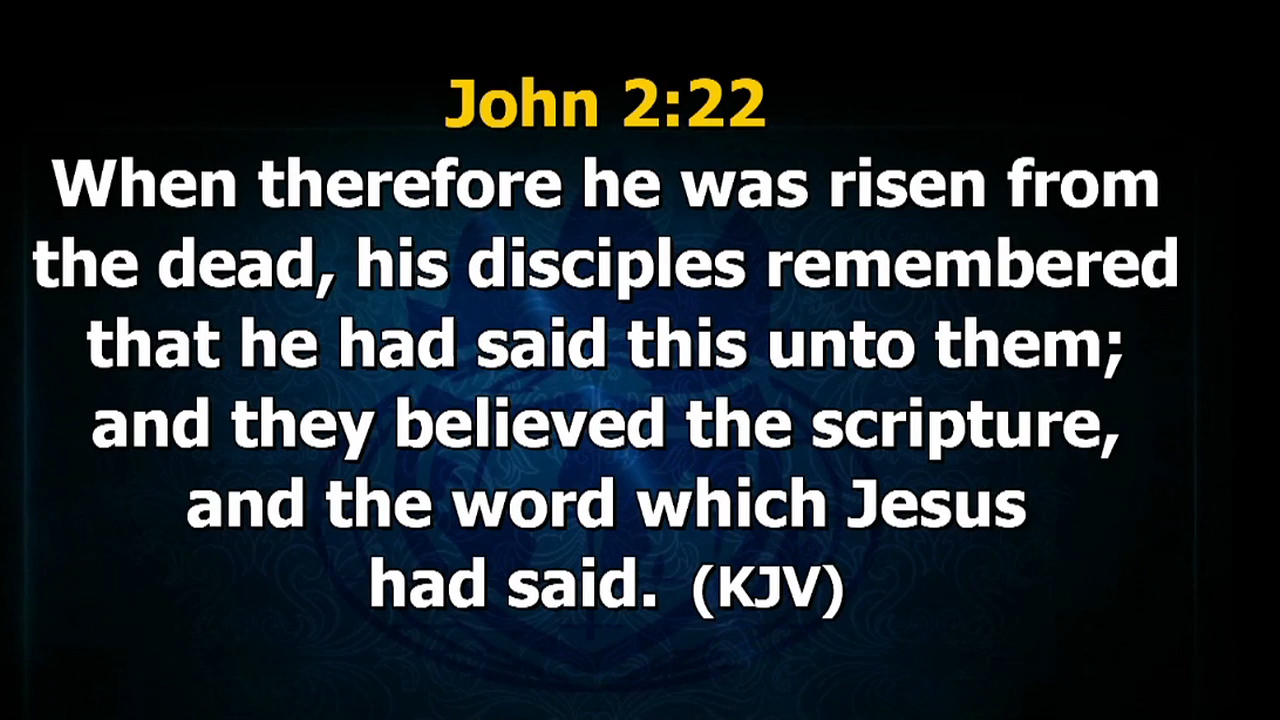 John 2:22
When therefore he was risen from
the dead, his disciples remembered
that he had said this unto them;
and they believed the scripture,
and the word which Jesus
had said. (KJV)